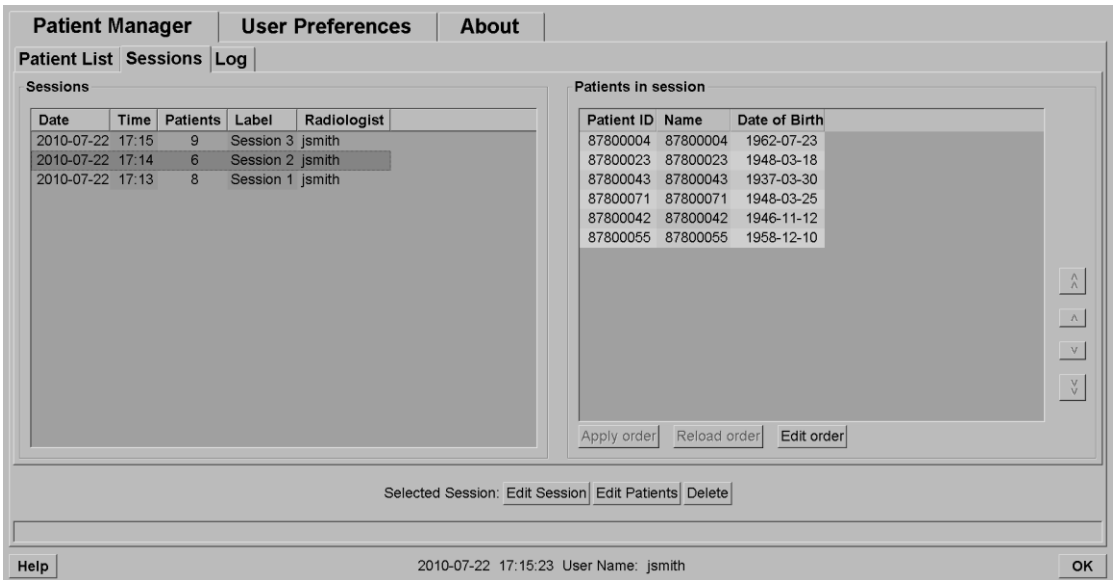 Patient Manager User Preferences About
Patient List Sessions Log
Sessions
Date Time Patients Label Radiologist
2010-07-22 17:15 9 Session 3 jsmith
2010-07-22 17:14 6 Session 2 jsmith
2010-07-22 17:13 8 Session 1 jsmith
Patients in session
Patient ID Name Date of Birth
87800004 87800004 1962-07-23
87800023 87800023 1948-03-18
87800043 87800043 1937-03-30
87800071 87800071 1948-03-25
87800042 87800042 1946-11-12
87800055 87800055 1958-12-10
Apply order Reload order Edit order
Selected Session: Edit Session Edit Patients Delete
Help 2010-07-22 17:15:23 User Name: jsmith OK